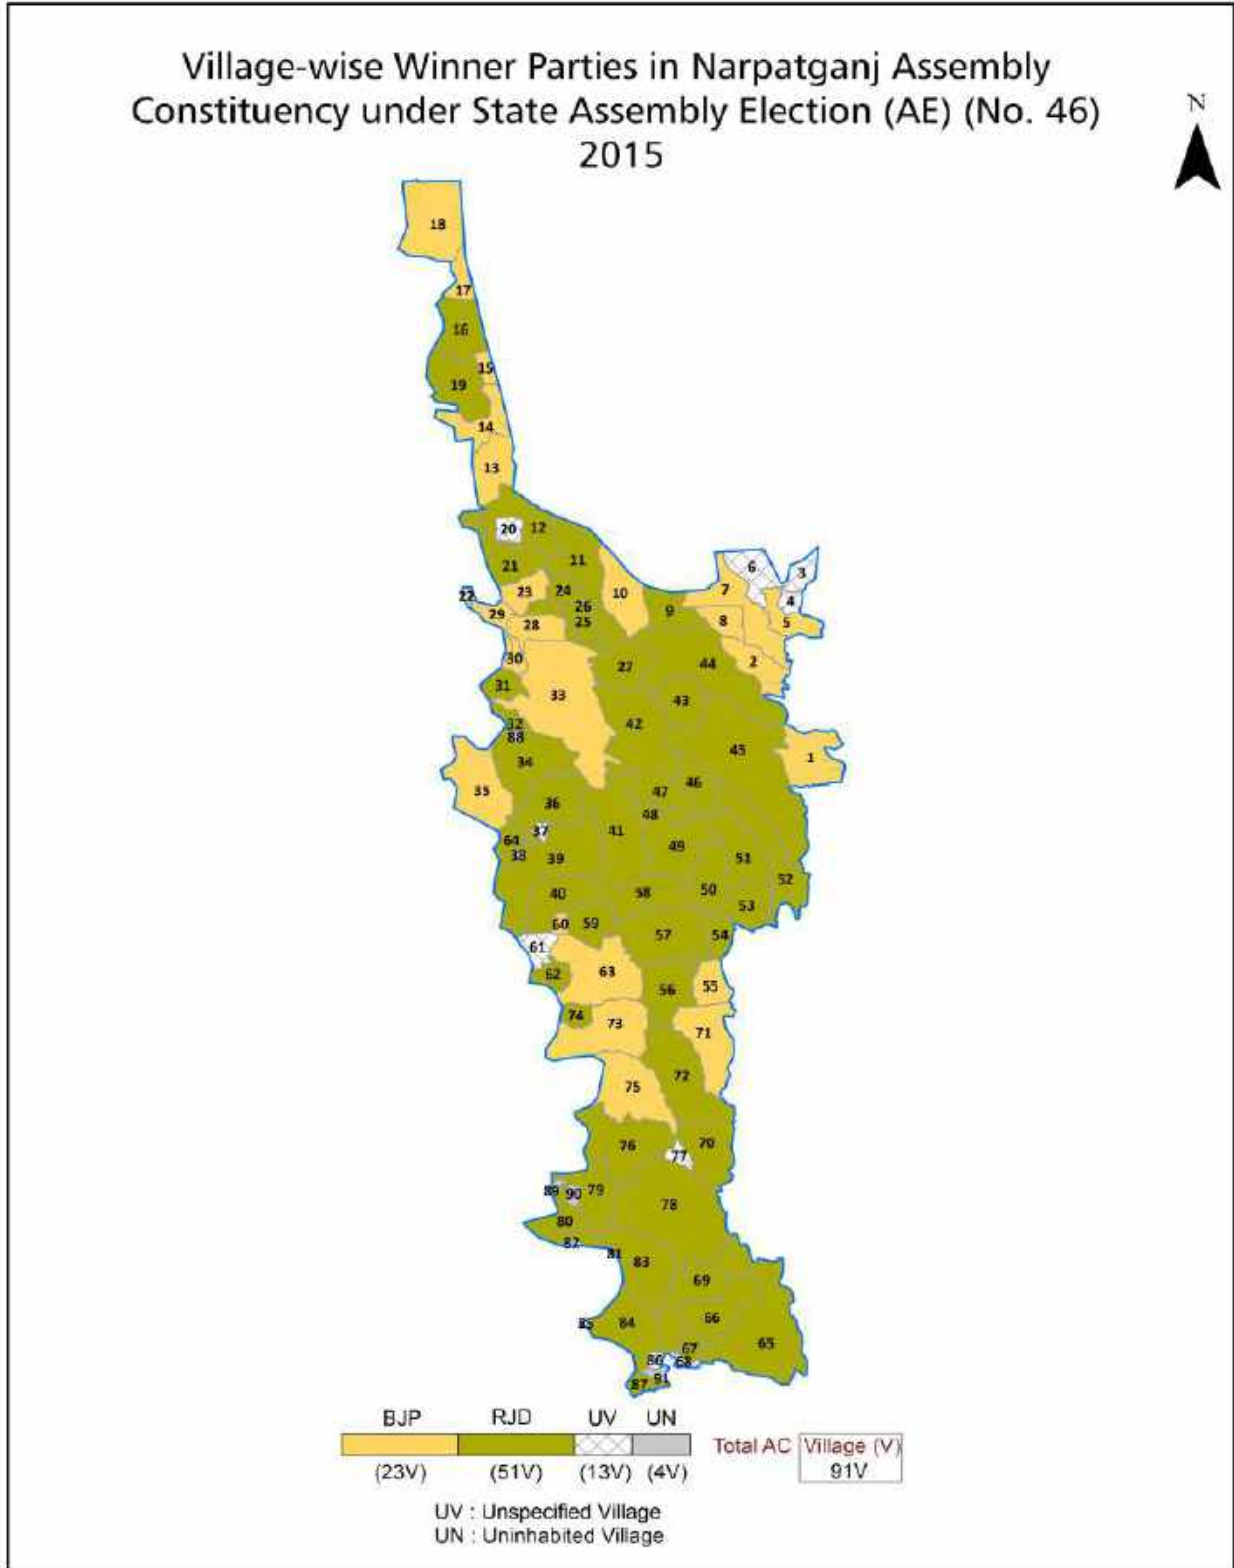 Village-wise Winner Parties in Narpatganj Assembly
Constituency under State Assembly Election (AE) (No. 46)
2015
N
18
17
16
15
19
14
13
20 12
11
21
6
3
23 24 10 7
22
4
26
29 25 9
28 8 5
30 27 44 2
31 33
43
32 42
88
34 45 1
35 46
47
36 48
37 41
64 49
38 39 51
52
40 58 50
53
60 59
61 57 54
62 63
56 55
74 73
71
72
75
76 70
77
89 90 79
78
80
82
81
83
69
66
85 84
65
67
86 68
87 91
BJP RJD UV UN
Total AC Village (V)
(23V) (51V) (13V) (4V) 91V
UV : Unspecified Village
UN : Uninhabited Village